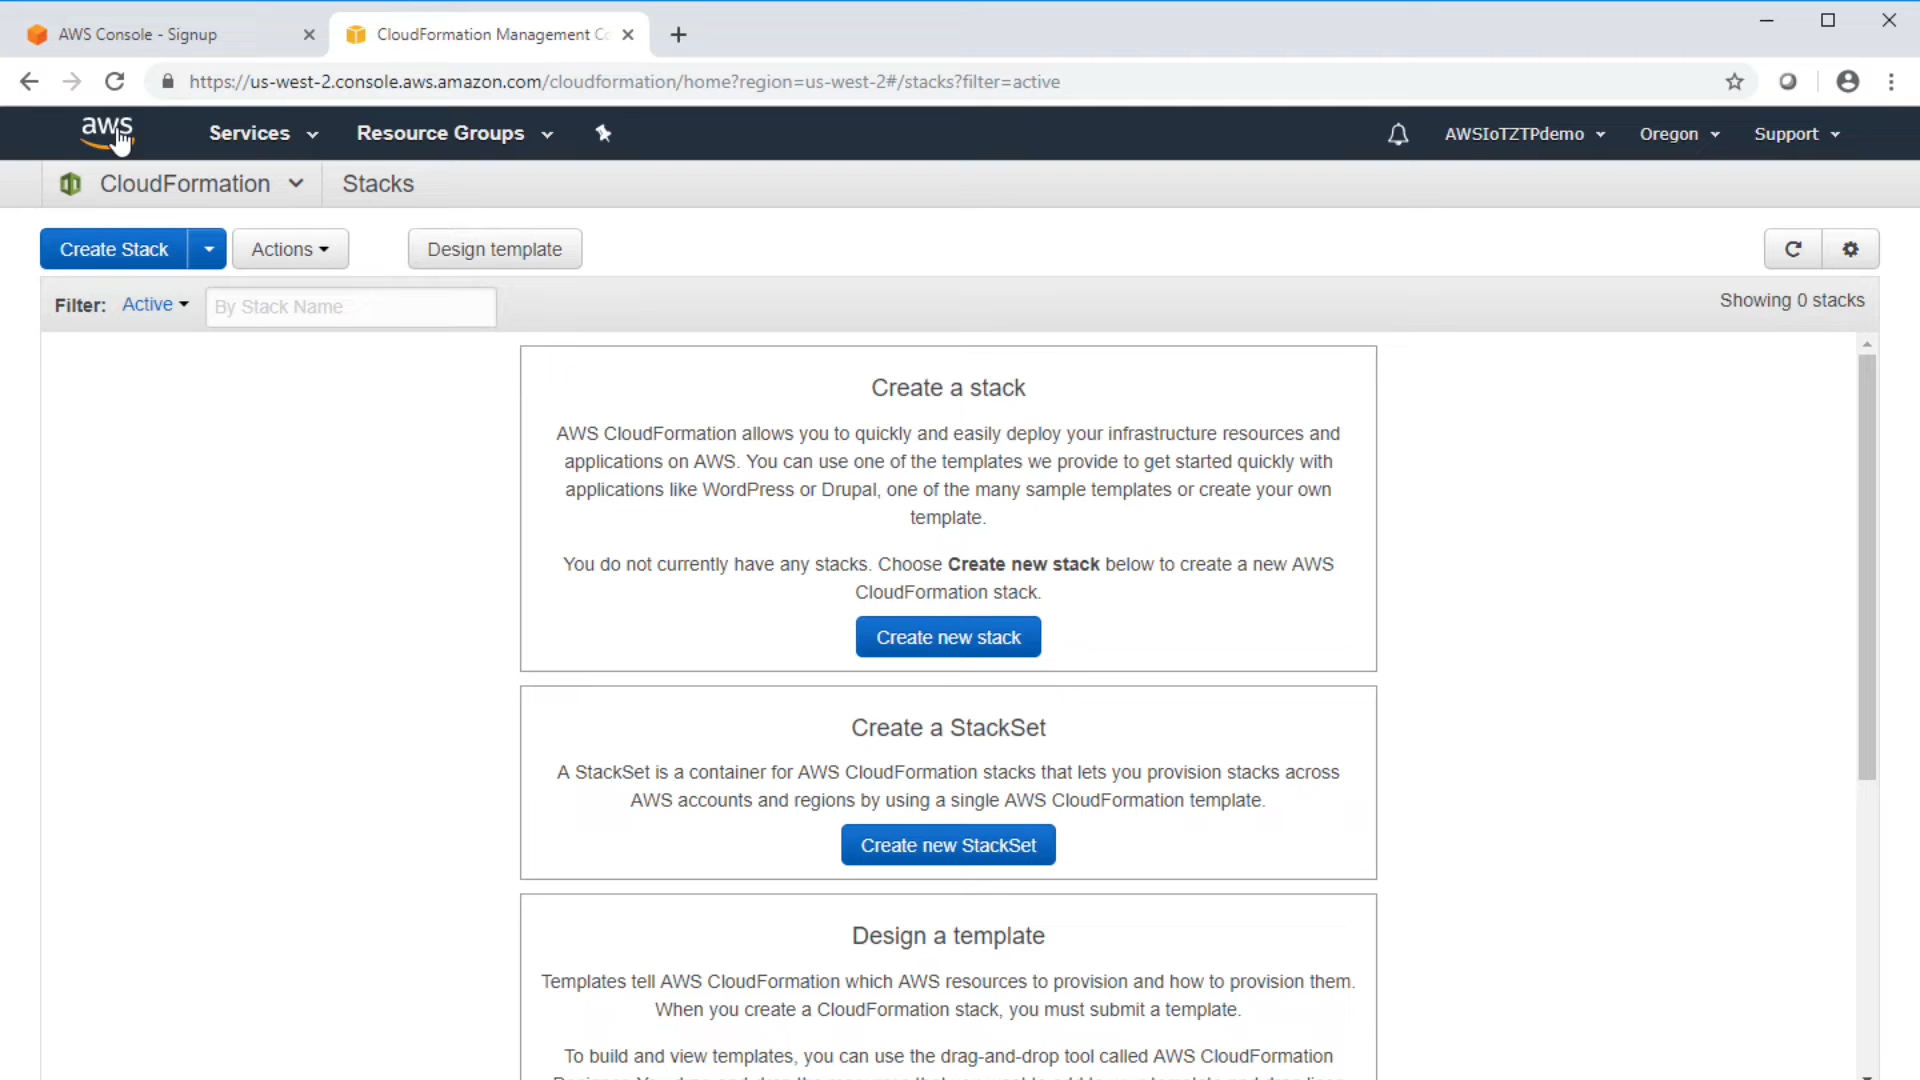 AWS Console - Signup
CloudFormation Management Co
https://us-west-2.console.aws.amazon.com/cloudformation/home?region=us-west-2#/stacks?filter=active
aws
Services
Resource Groups
AWSIoTZTPdemo
Oregon
Support
CloudFormation
Stacks
Create Stack
Actions
Design template
Filter:
Active
By Stack Name
Showing 0 stacks
Create a stack
AWS CloudFormation allows you to quickly and easily deploy your infrastructure resources and
applications on AWS. You can use one of the templates we provide to get started quickly with
applications like WordPress or Drupal, one of the many sample templates or create your own
template.
You do not currently have any stacks. Choose Create new stack below to create a new AWS
CloudFormation stack.
Create new stack
Create a StackSet
A StackSet is a container for AWS CloudFormation stacks that lets you provision stacks across
AWS accounts and regions by using a single AWS CloudFormation template.
Create new StackSet
Design a template
Templates tell AWS CloudFormation which AWS resources to provision and how to provision them.
When you create a CloudFormation stack, you must submit a template.
To build and view templates, you can use the drag-and-drop tool called AWS CloudFormation